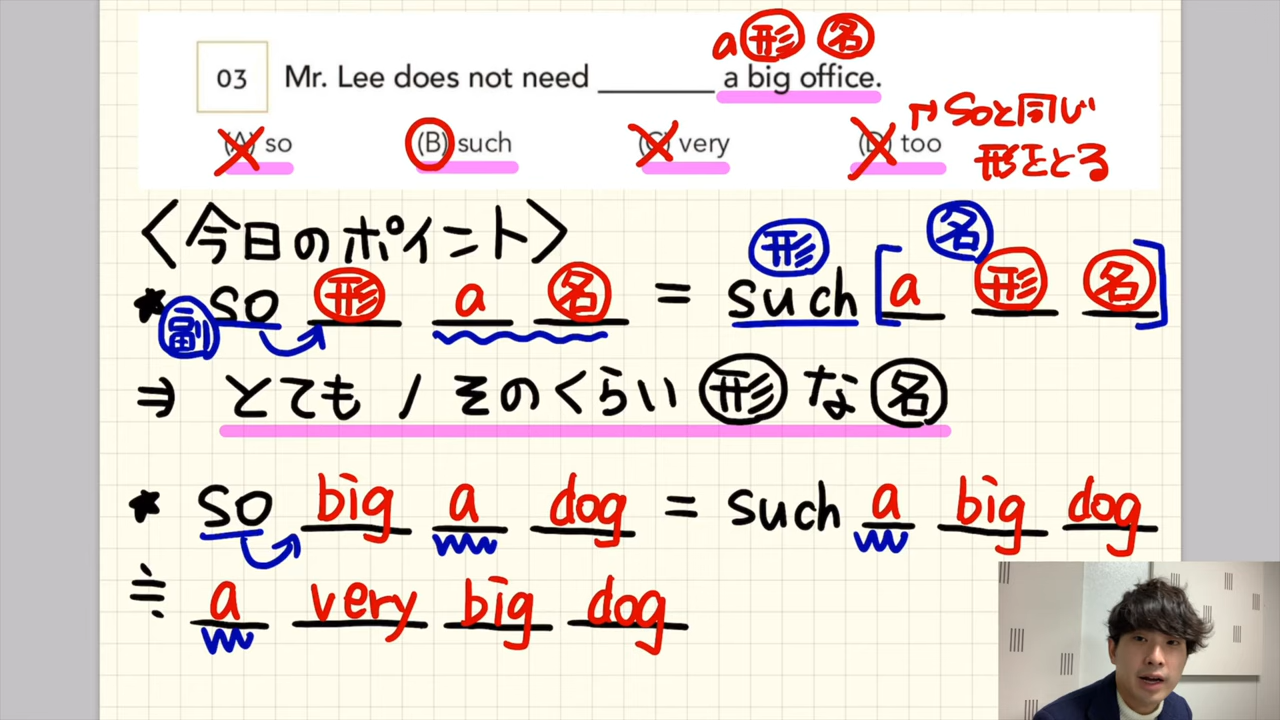 a 形 名
03 Mr. Lee does not need ______ a big office.
(A) so (B) such (C) very (D) too
soと同じ
形をとる
<今日のポイント>
形 名
★ so 形 a 名 = such [a 形 名]
副
⇒ とても / そのくらい 形 な 名
★ so big a dog = such a big dog
≒ a very big dog